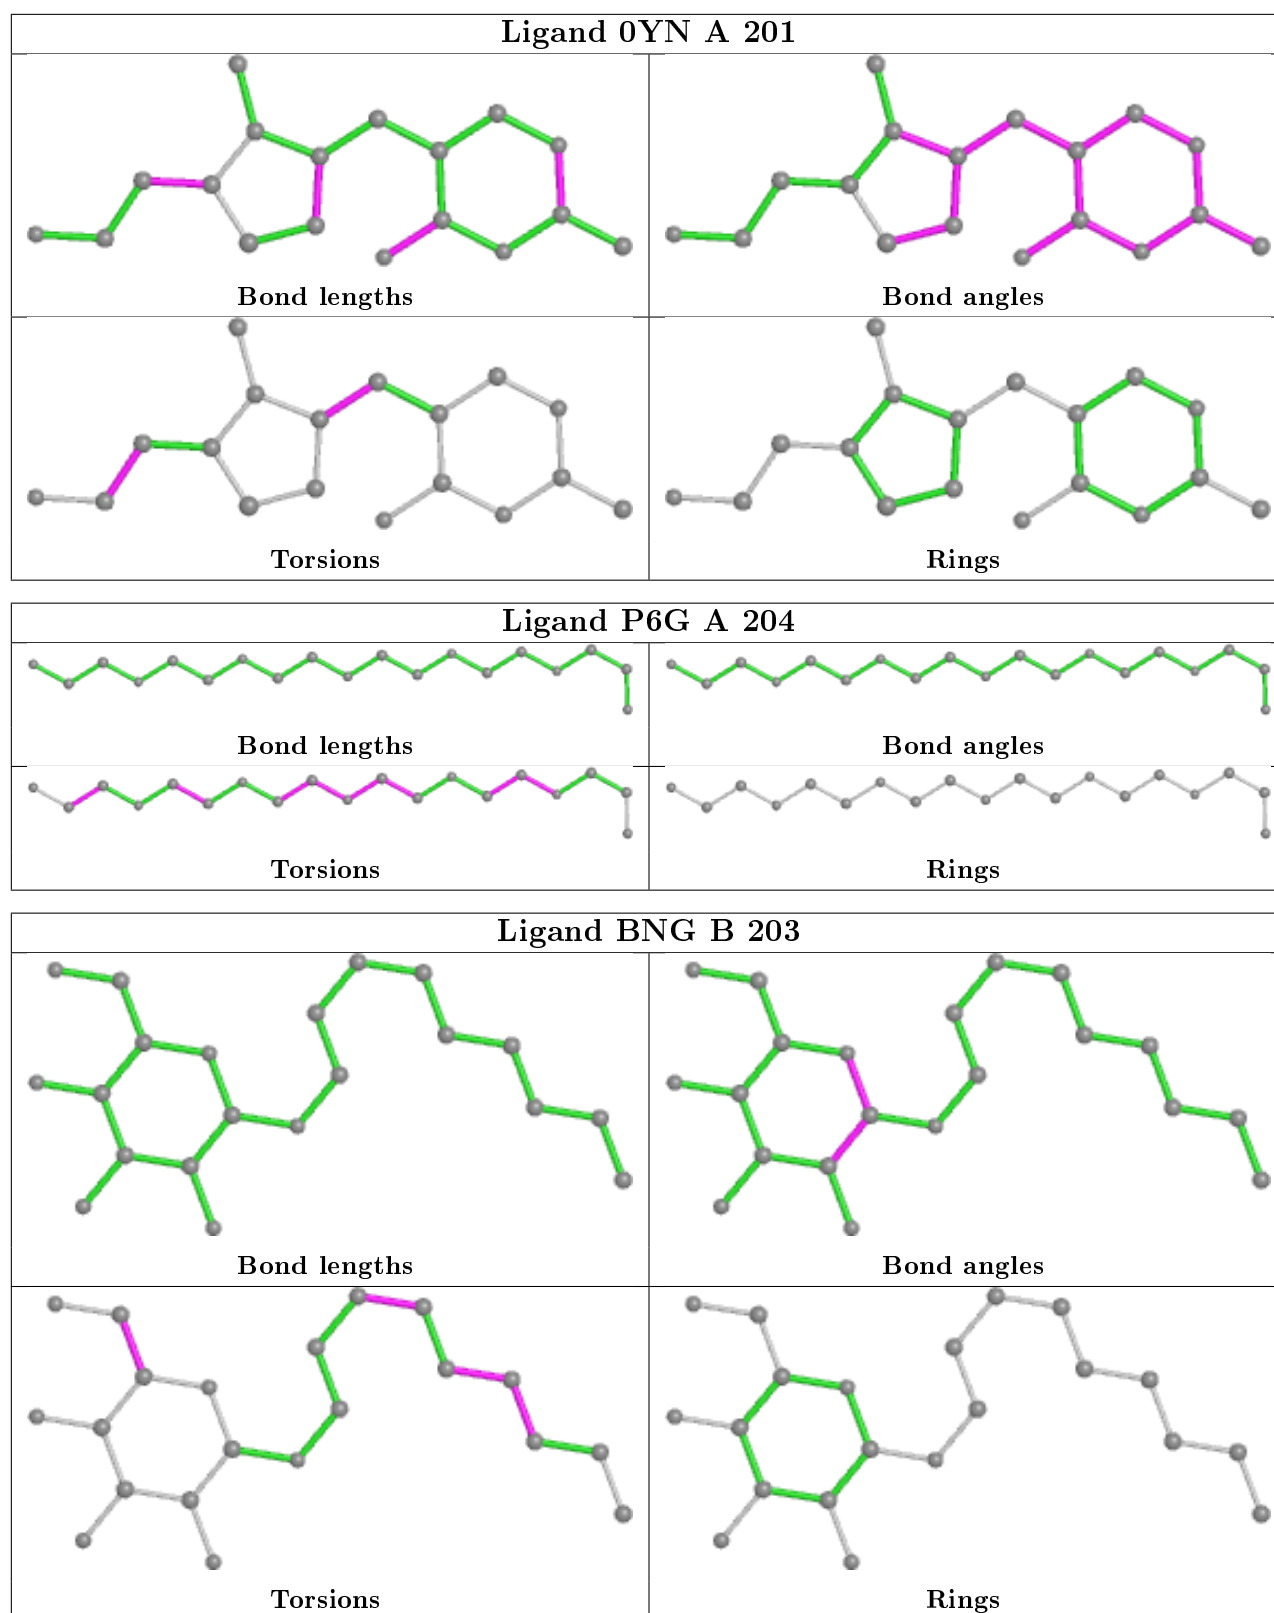 Ligand 0YN A 201
Bond lengths
Bond angles
Torsions
Rings
Ligand P6G A 204
Bond lengths
Bond angles
Torsions
Rings
Ligand BNG B 203
Bond lengths
Bond angles
Torsions
Rings